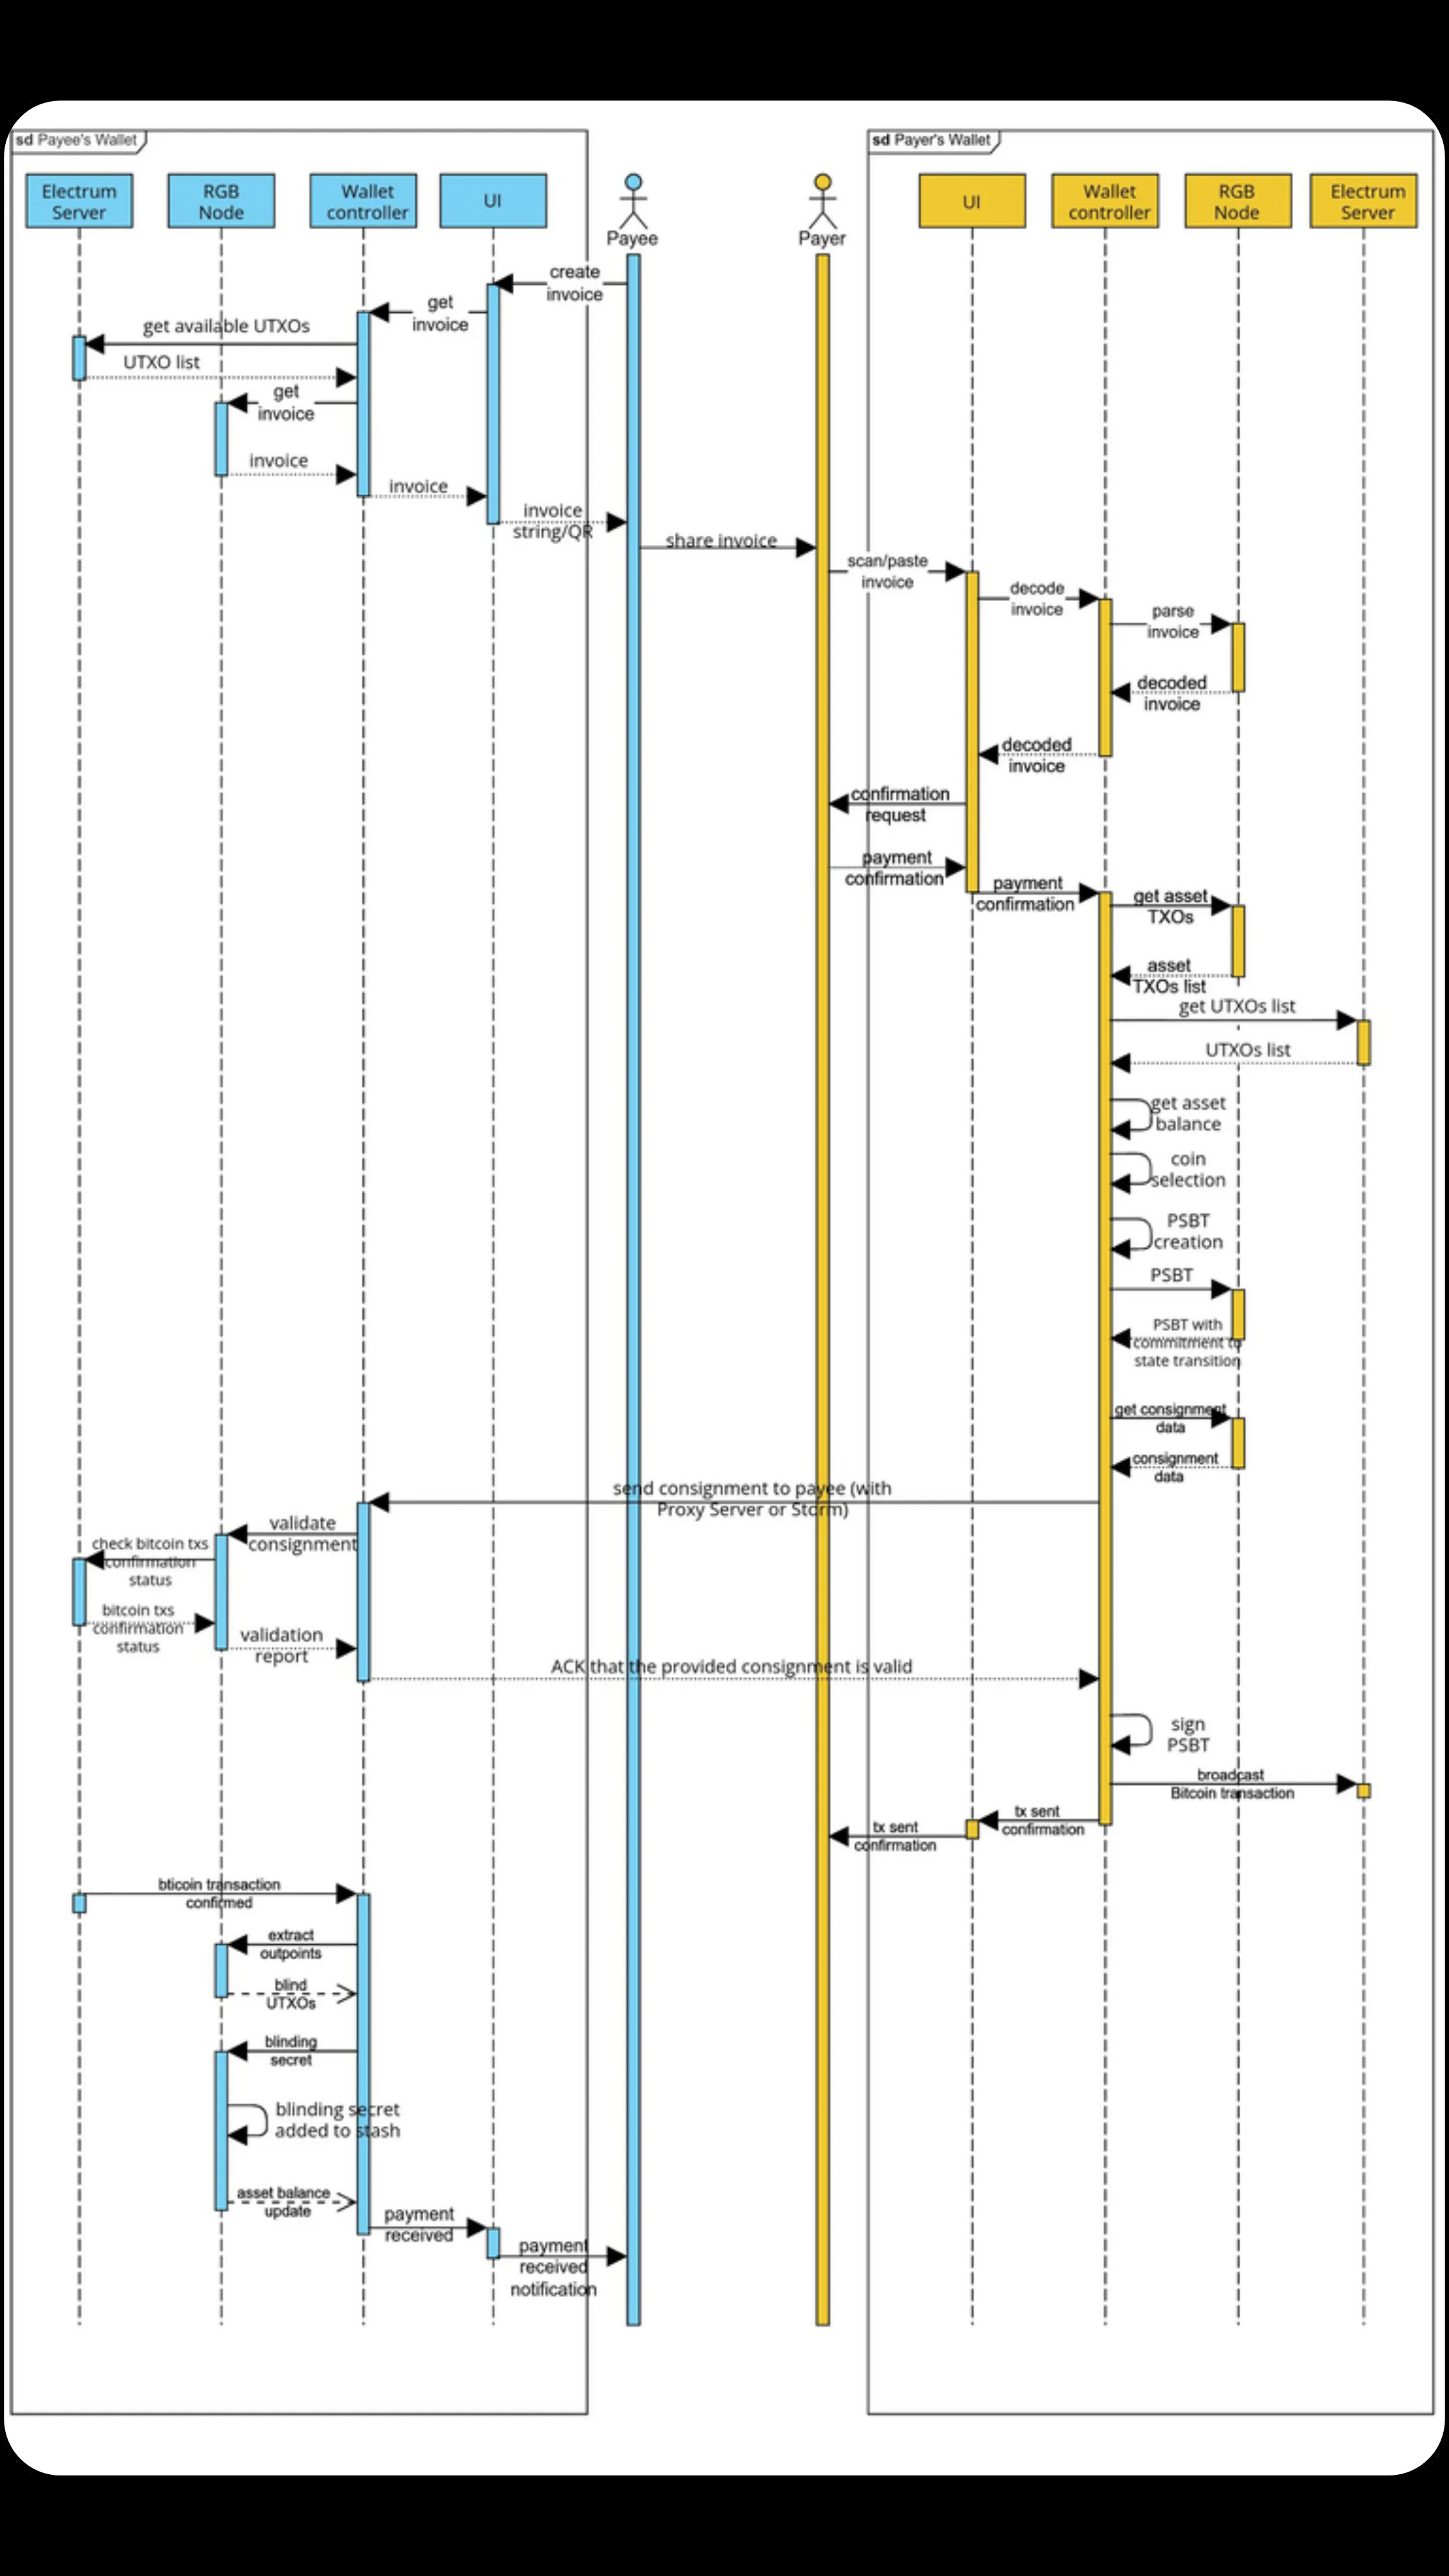 sd Payee's Wallet
sd Payer's Wallet
Electrum
Server
RGB
Node
Wallet
controller
UI
Payee
Payer
UI
Wallet
controller
RGB
Node
Electrum
Server
create
invoice
get
invoice
get available UTXOs
UTXO list
get
invoice
invoice
invoice
invoice
string/QR
share invoice
scan/paste
invoice
decode
invoice
parse
invoice
decoded
invoice
decoded
invoice
confirmation
request
payment
confirmation
payment
confirmation
get asset
TXOs
asset
TXOs list
get UTXOs list
UTXOs list
get asset
balance
coin
selection
PSBT
creation
PSBT
PSBT with
commitment to
state transition
get consignment
data
consignment
data
send consignment to payee (with
Proxy Server or Storm)
validate
consignment
check bitcoin txs
confirmation
status
bitcoin txs
confirmation
status
validation
report
ACK that the provided consignment is valid
sign
PSBT
broadcast
Bitcoin transaction
tx sent
confirmation
tx sent
confirmation
bticoin transaction
confirmed
extract
outpoints
blind
UTXOs
blinding
secret
blinding secret
added to stash
asset balance
update
payment
received
payment
received
notification